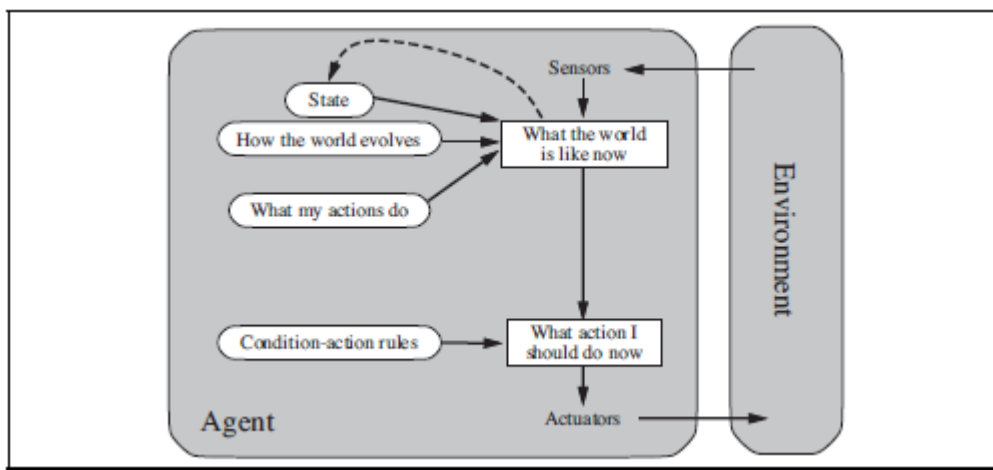 Sensors
State
How the world evolves
What the world
is like now
What my actions do
Condition-action rules
What action I
should do now
Actuators
Agent
Environment